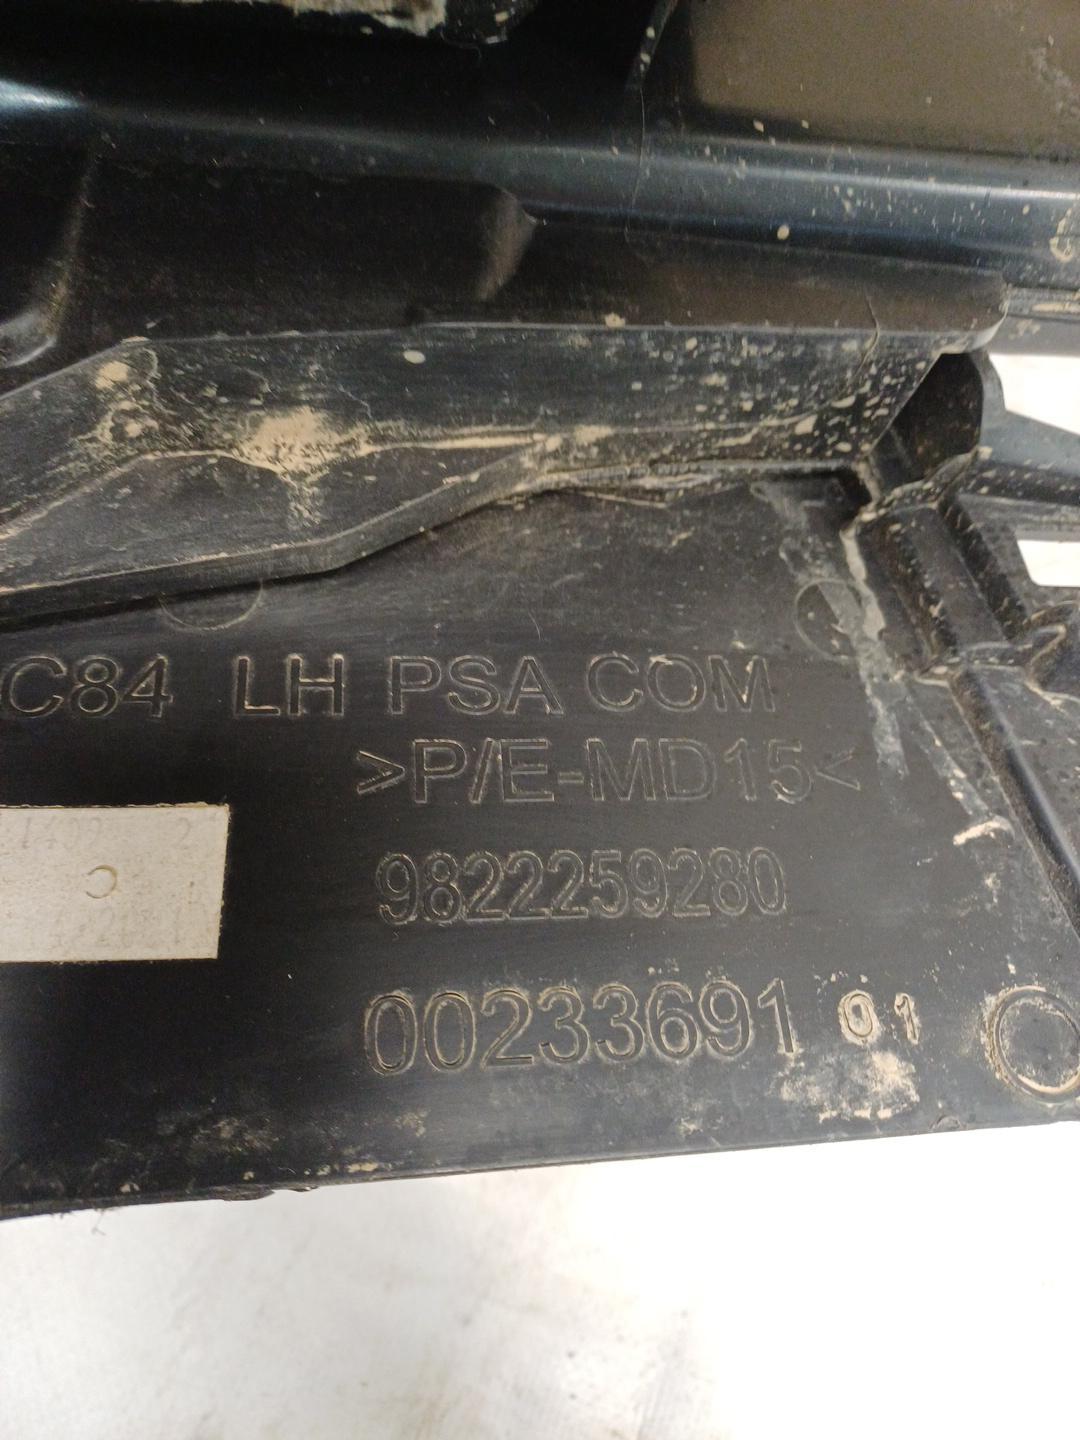 C84 LH PSA COM
>P/E-MD15<
9822259280
00233691 01